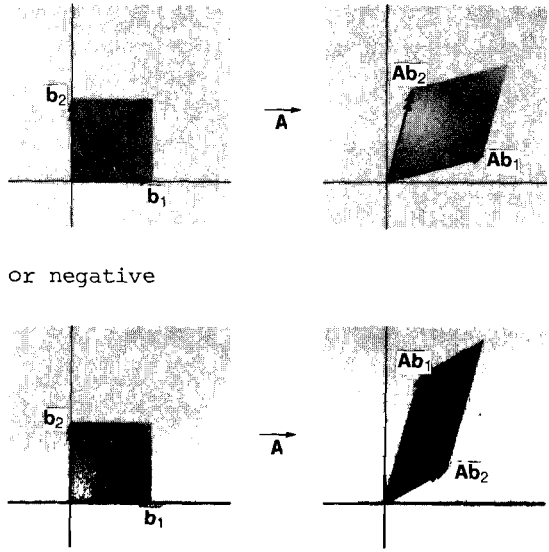 b₂ Ab₂
A
b₁ Ab₁
or negative
b₂ Ab₁
A
b₁ Ab₂